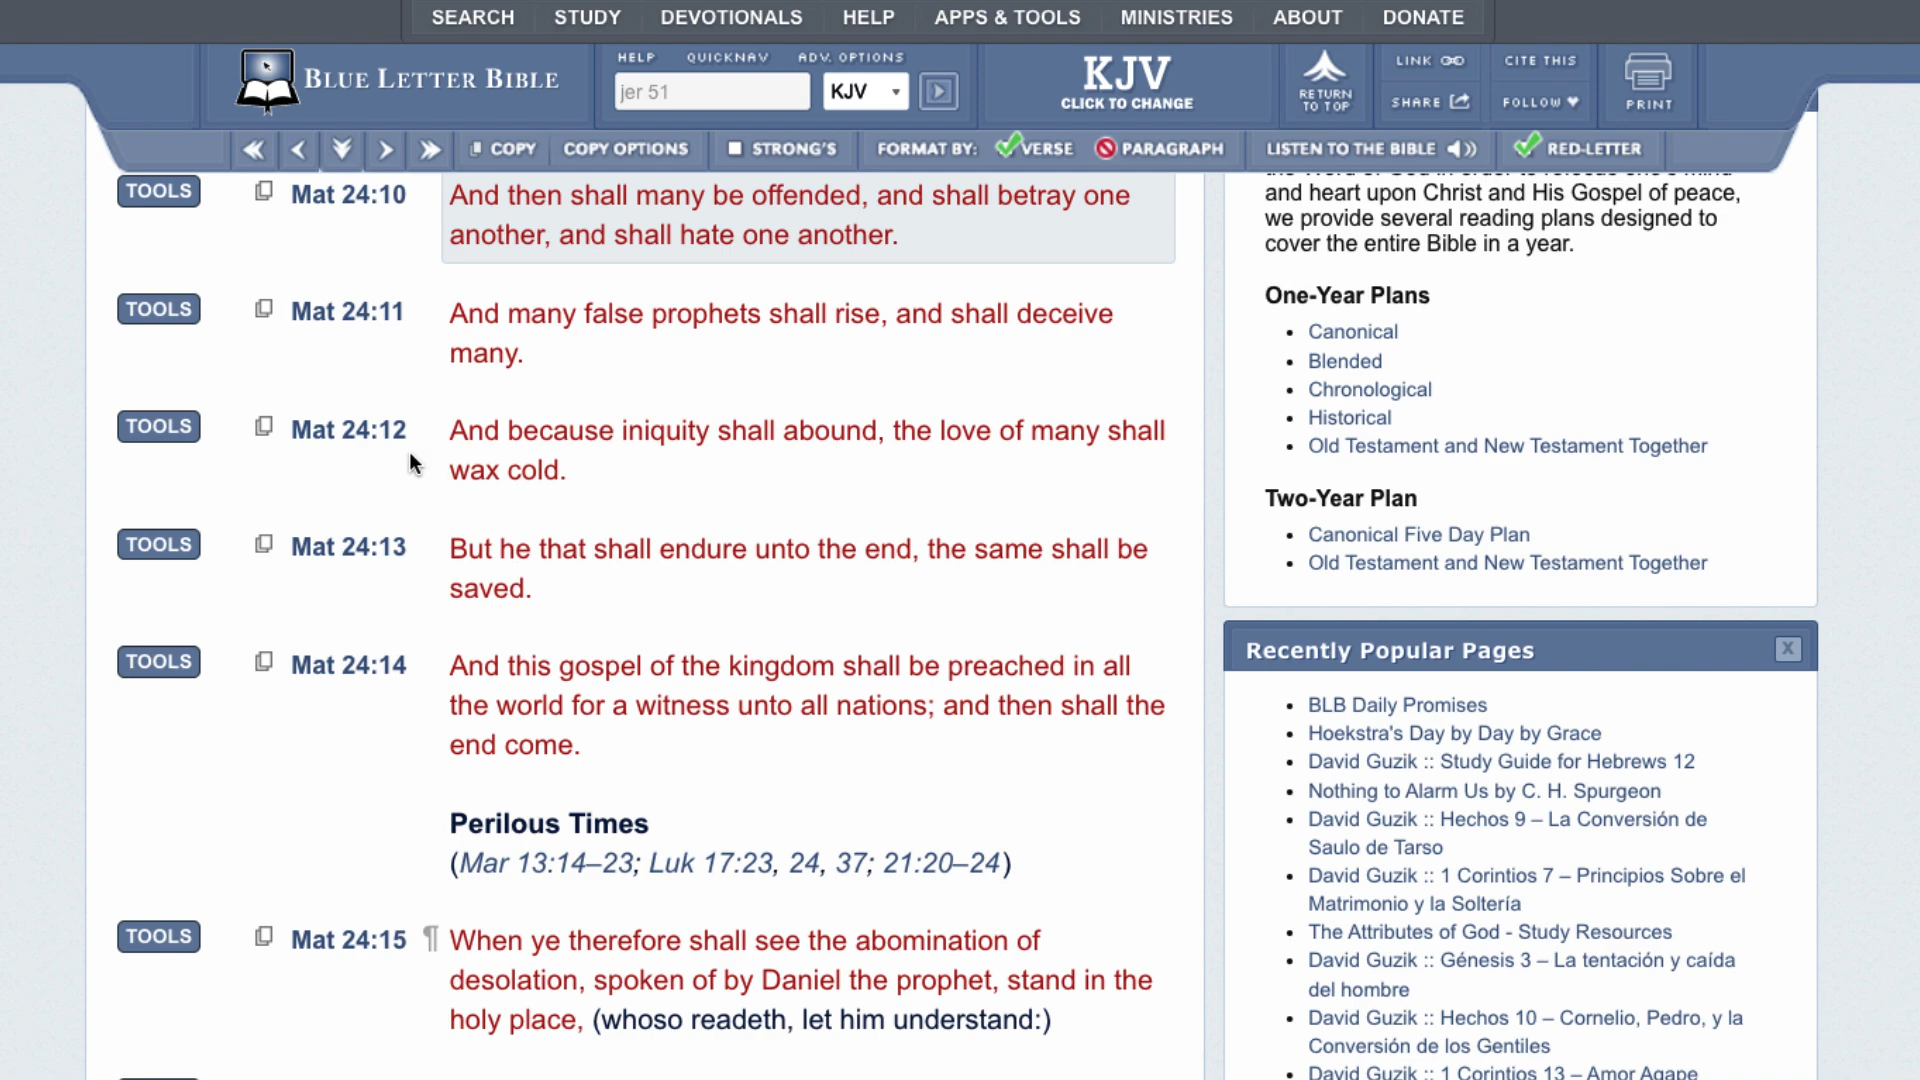 SEARCH STUDY DEVOTIONALS HELP APPS & TOOLS MINISTRIES ABOUT DONATE
BLUE LETTER BIBLE
HELP QUICKNAV ADV. OPTIONS
jer 51 KJV
KJV
CLICK TO CHANGE
RETURN
TO TOP
LINK
SHARE
CITE THIS
FOLLOW
PRINT
COPY COPY OPTIONS STRONG'S FORMAT BY: VERSE PARAGRAPH LISTEN TO THE BIBLE RED-LETTER
TOOLS Mat 24:10 And then shall many be offended, and shall betray one
another, and shall hate one another.
TOOLS Mat 24:11 And many false prophets shall rise, and shall deceive
many.
TOOLS Mat 24:12 And because iniquity shall abound, the love of many shall
wax cold.
TOOLS Mat 24:13 But he that shall endure unto the end, the same shall be
saved.
TOOLS Mat 24:14 And this gospel of the kingdom shall be preached in all
the world for a witness unto all nations; and then shall the
end come.
Perilous Times
(Mar 13:14–23; Luk 17:23, 24, 37; 21:20–24)
TOOLS Mat 24:15 ¶ When ye therefore shall see the abomination of
desolation, spoken of by Daniel the prophet, stand in the
holy place, (whoso readeth, let him understand:)
the Word of God in order to refocus one's mind
and heart upon Christ and His Gospel of peace,
we provide several reading plans designed to
cover the entire Bible in a year.
One-Year Plans
• Canonical
• Blended
• Chronological
• Historical
• Old Testament and New Testament Together
Two-Year Plan
• Canonical Five Day Plan
• Old Testament and New Testament Together
Recently Popular Pages X
• BLB Daily Promises
• Hoekstra's Day by Day by Grace
• David Guzik :: Study Guide for Hebrews 12
• Nothing to Alarm Us by C. H. Spurgeon
• David Guzik :: Hechos 9 – La Conversión de
Saulo de Tarso
• David Guzik :: 1 Corintios 7 – Principios Sobre el
Matrimonio y la Soltería
• The Attributes of God - Study Resources
• David Guzik :: Génesis 3 – La tentación y caída
del hombre
• David Guzik :: Hechos 10 – Cornelio, Pedro, y la
Conversión de los Gentiles
• David Guzik :: 1 Corintios 13 – Amor Agape